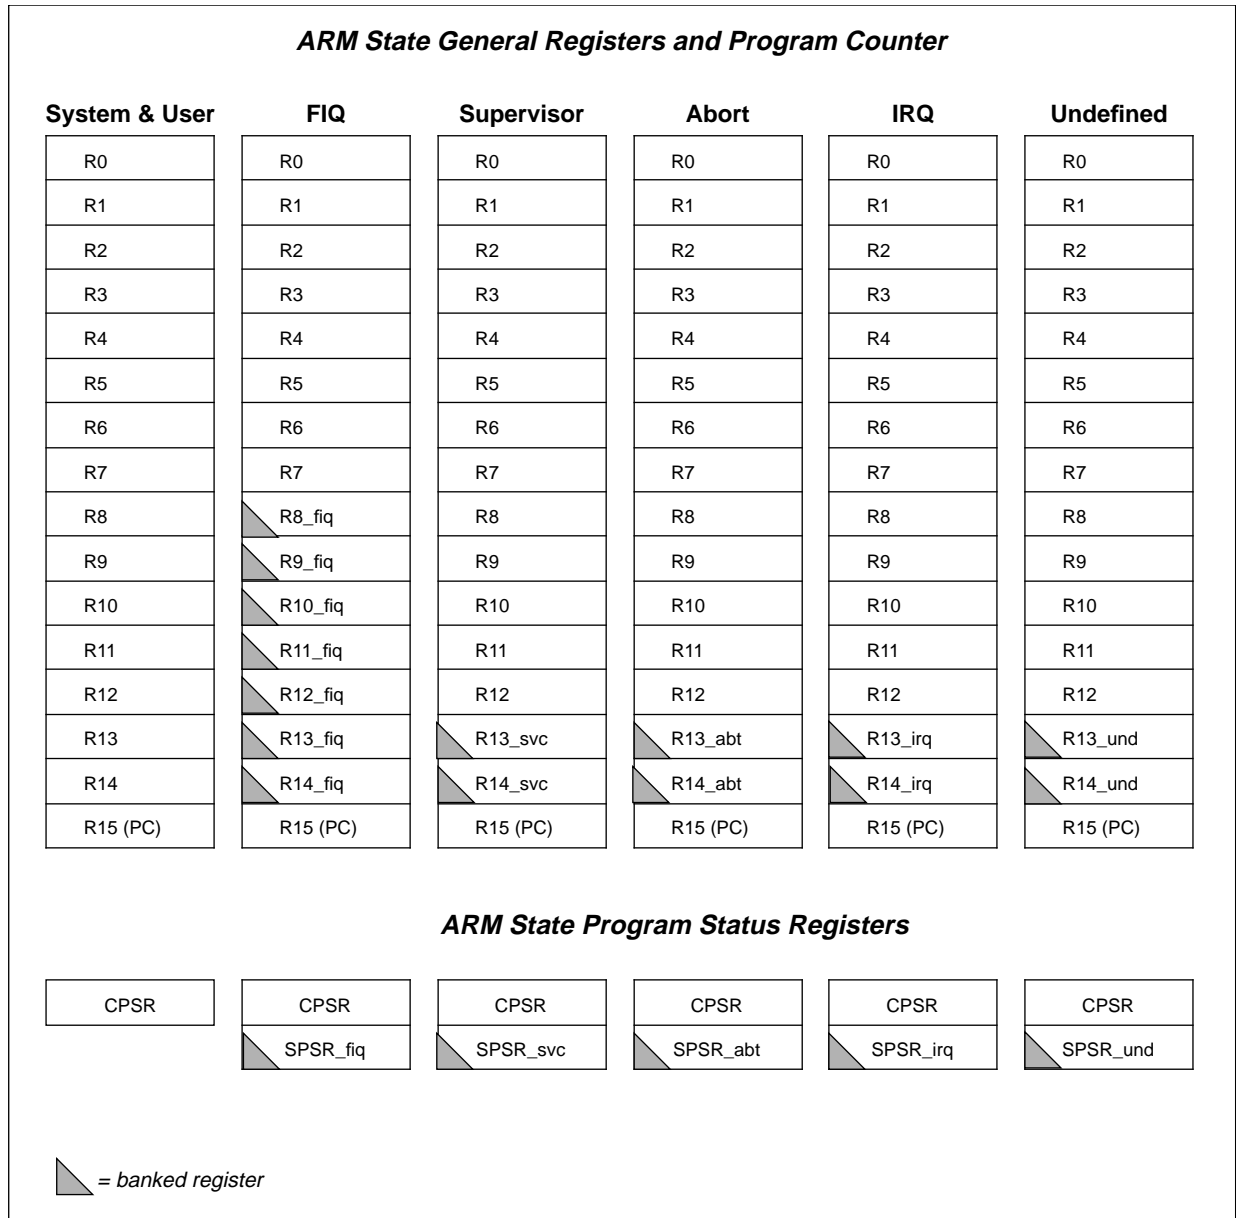 ARM State General Registers and Program Counter
System & User FIQ Supervisor Abort IRQ Undefined
R0 R0 R0 R0 R0 R0
R1 R1 R1 R1 R1 R1
R2 R2 R2 R2 R2 R2
R3 R3 R3 R3 R3 R3
R4 R4 R4 R4 R4 R4
R5 R5 R5 R5 R5 R5
R6 R6 R6 R6 R6 R6
R7 R7 R7 R7 R7 R7
R8 R8_fiq R8 R8 R8 R8
R9 R9_fiq R9 R9 R9 R9
R10 R10_fiq R10 R10 R10 R10
R11 R11_fiq R11 R11 R11 R11
R12 R12_fiq R12 R12 R12 R12
R13 R13_fiq R13_svc R13_abt R13_irq R13_und
R14 R14_fiq R14_svc R14_abt R14_irq R14_und
R15 (PC) R15 (PC) R15 (PC) R15 (PC) R15 (PC) R15 (PC)
ARM State Program Status Registers
CPSR CPSR CPSR CPSR CPSR CPSR
SPSR_fiq SPSR_svc SPSR_abt SPSR_irq SPSR_und
= banked register